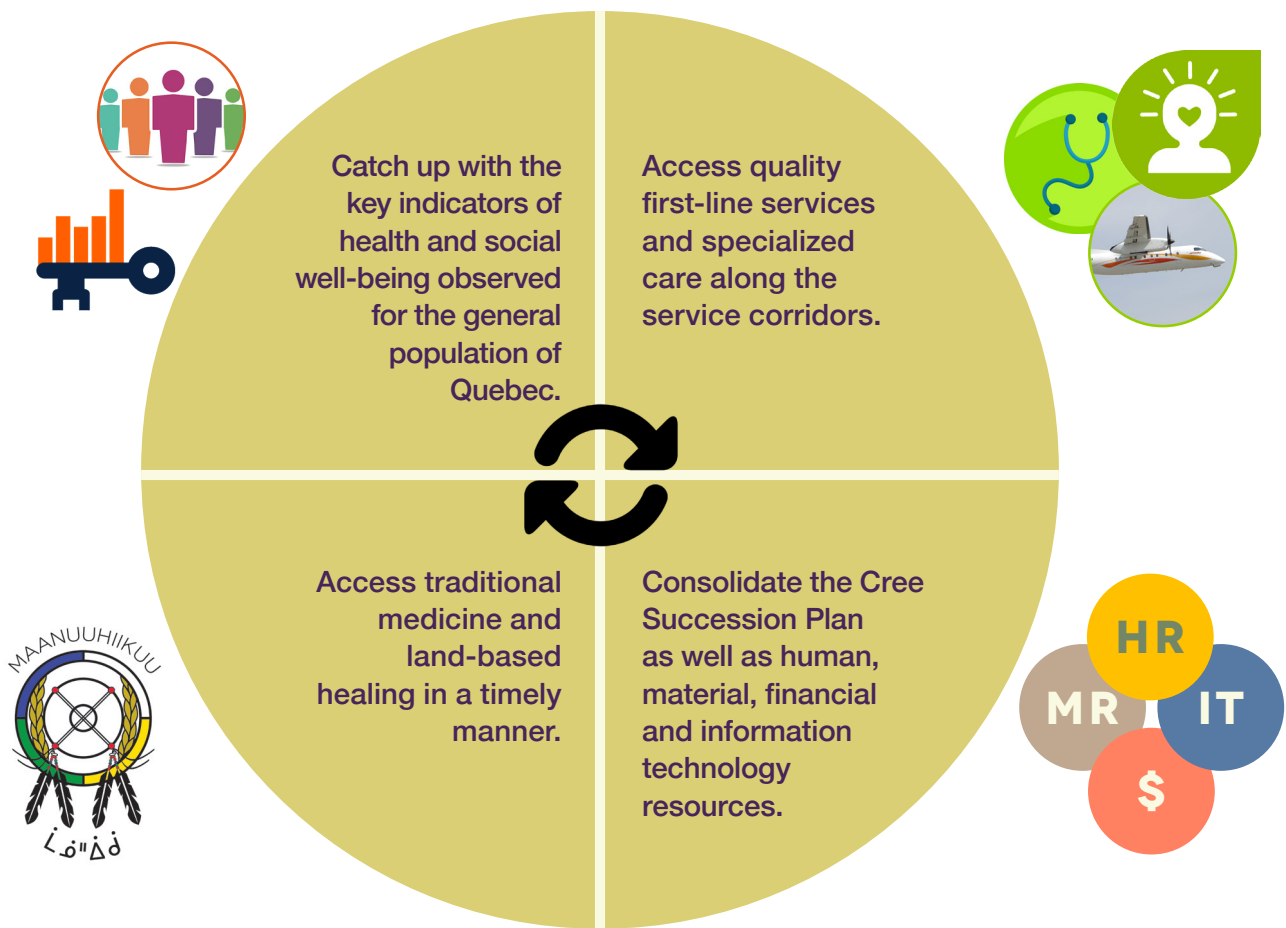 Catch up with the
key indicators of
health and social
well-being observed
for the general
population of
Quebec.
Access quality
first-line services
and specialized
care along the
service corridors.
MAANUUHIIKUU
Access traditional
medicine and
land-based
healing in a timely
manner.
ᒫᓅᐦᐄᑰ
Consolidate the Cree
Succession Plan
as well as human,
material, financial
and information
technology
resources.
HR
MR
IT
$